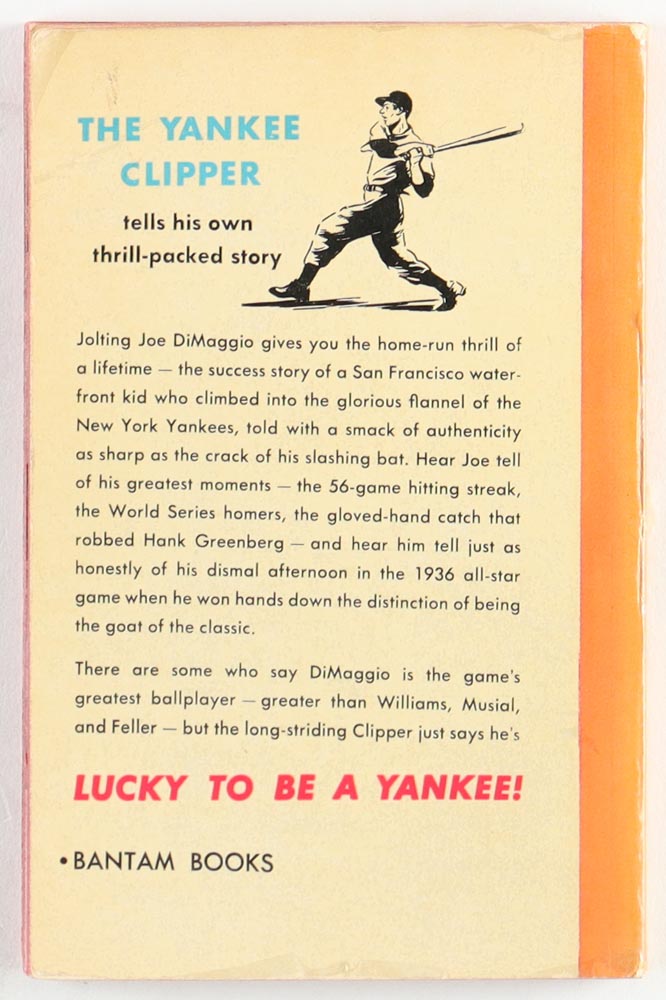 THE YANKEE
CLIPPER
tells his own
thrill-packed story
Jolting Joe DiMaggio gives you the home-run thrill of
a lifetime — the success story of a San Francisco water-
front kid who climbed into the glorious flannel of the
New York Yankees, told with a smack of authenticity
as sharp as the crack of his slashing bat. Hear Joe tell
of his greatest moments — the 56-game hitting streak,
the World Series homers, the gloved-hand catch that
robbed Hank Greenberg — and hear him tell just as
honestly of his dismal afternoon in the 1936 all-star
game when he won hands down the distinction of being
the goat of the classic.
There are some who say DiMaggio is the game's
greatest ballplayer — greater than Williams, Musial,
and Feller — but the long-striding Clipper just says he's
LUCKY TO BE A YANKEE!
•BANTAM BOOKS